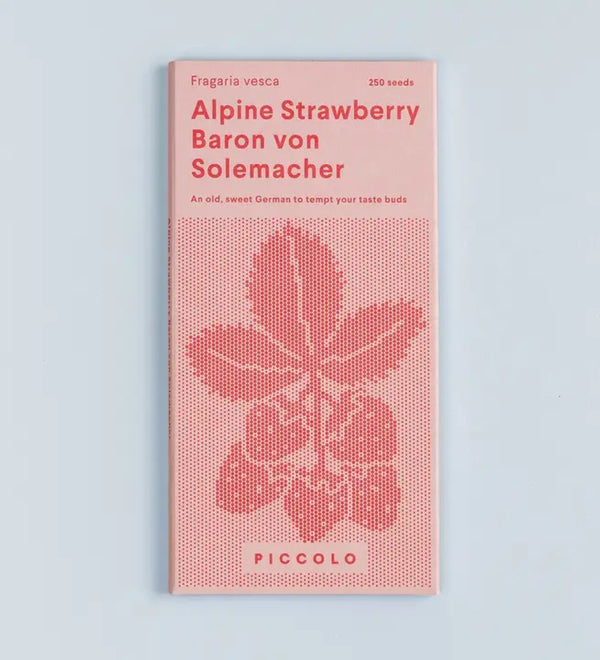 Fragaria vesca
250 seeds
Alpine Strawberry
Baron von
Solemacher
An old, sweet German to tempt your taste buds
PICCOLO